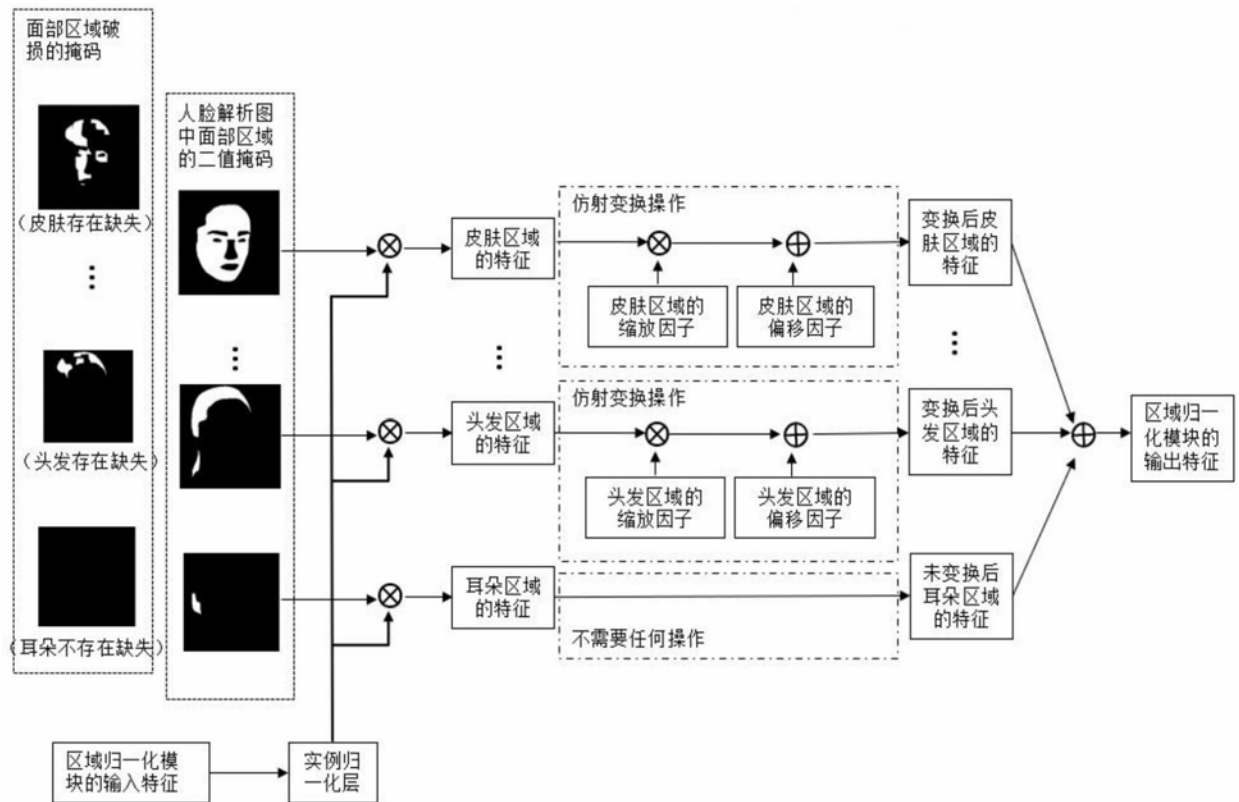 面部区域破
损的掩码
（皮肤存在缺失）
（头发存在缺失）
（耳朵不存在缺失）
人脸解析图
中面部区域
的二值掩码
皮肤区域
的特征
仿射变换操作
皮肤区域的
缩放因子
皮肤区域的
偏移因子
变换后皮
肤区域的
特征
头发区域
的特征
仿射变换操作
头发区域的
缩放因子
头发区域的
偏移因子
变换后头
发区域的
特征
耳朵区域
的特征
不需要任何操作
未变换后
耳朵区域
的特征
区域归一
化模块的
输出特征
区域归一化模
块的输入特征
实例归
一化层